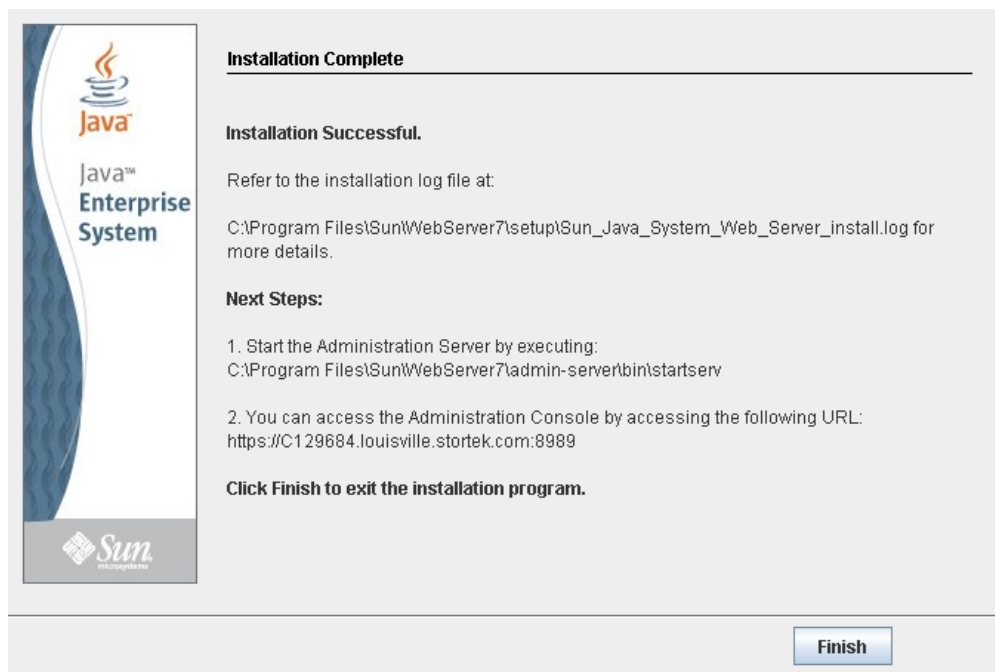 Java™
Java™
Enterprise
System
Sun
microsystems
Installation Complete
Installation Successful.
Refer to the installation log file at:
C:\Program Files\Sun\WebServer7\setup\Sun_Java_System_Web_Server_install.log for
more details.
Next Steps:
1. Start the Administration Server by executing:
C:\Program Files\Sun\WebServer7\admin-server\bin\startserv
2. You can access the Administration Console by accessing the following URL:
https://C129684.louisville.stortek.com:8989
Click Finish to exit the installation program.
Finish